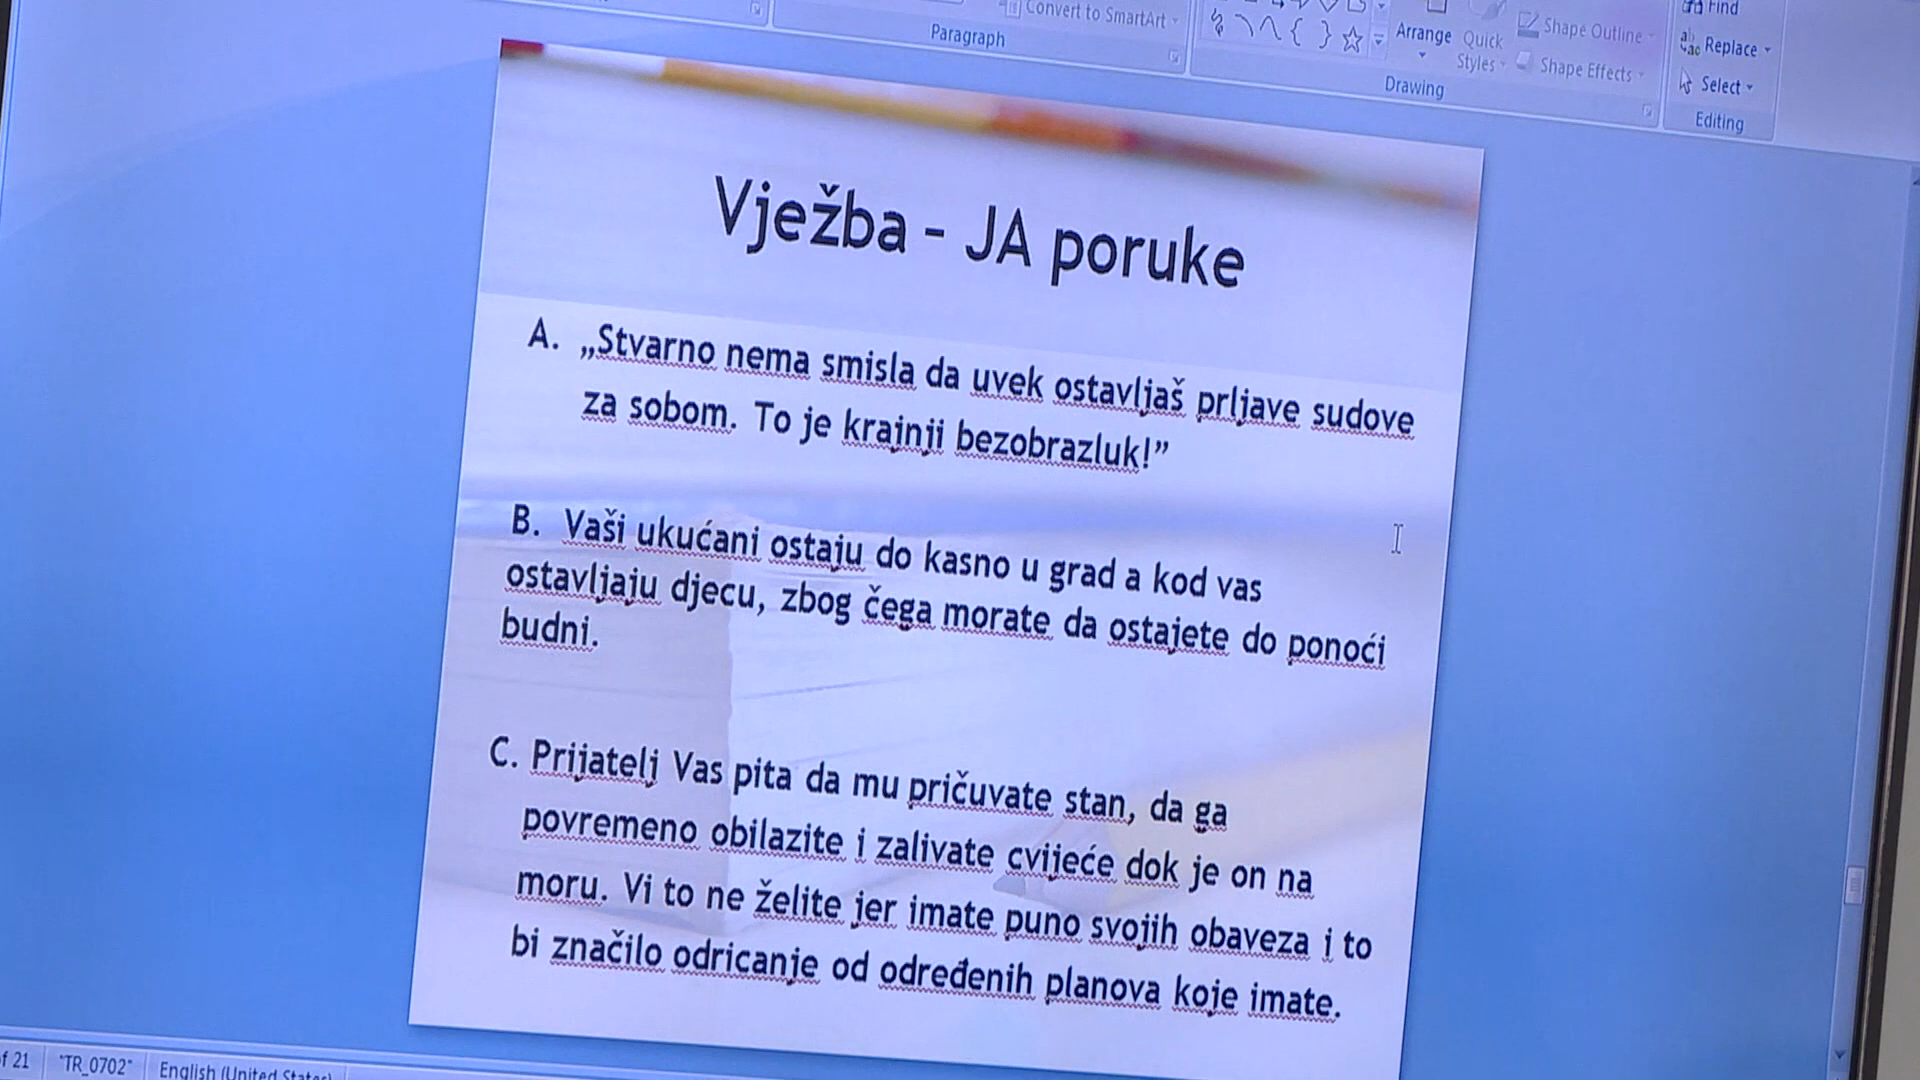 Convert to SmartArt
Paragraph
Arrange
Quick
Styles
Shape Outline
Shape Effects
Drawing
Find
Replace
Select
Editing
Vježba - JA poruke
A. „Stvarno nema smisla da uvek ostavljaš prljave sudove
za sobom. To je krajnji bezobrazluk!”
B. Vaši ukućani ostaju do kasno u grad a kod vas
ostavljaju djecu, zbog čega morate da ostajete do ponoći
budni.
C. Prijatelj Vas pita da mu pričuvate stan, da ga
povremeno obilazite i zalivate cvijeće dok je on na
moru. Vi to ne želite jer imate puno svojih obaveza i to
bi značilo odricanje od određenih planova koje imate.
of 21 "TR_0702" English (United States)